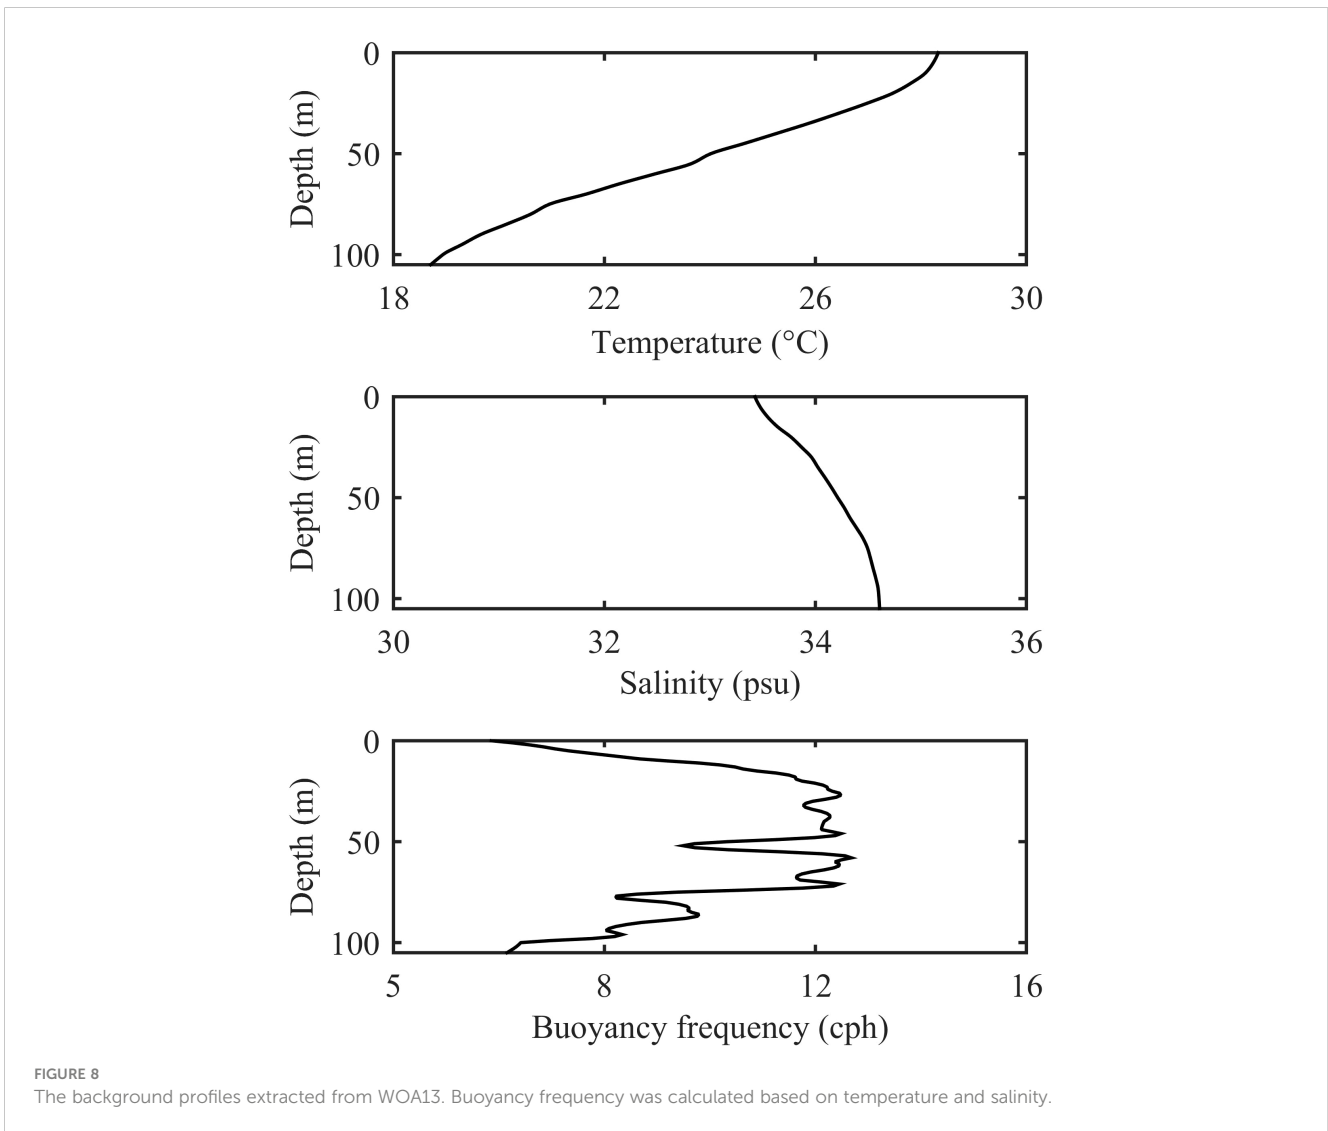 0
50
100
Depth (m)
18 22 26 30
Temperature (°C)
0
50
100
Depth (m)
30 32 34 36
Salinity (psu)
0
50
100
Depth (m)
5 8 12 16
Buoyancy frequency (cph)
FIGURE 8
The background profiles extracted from WOA13. Buoyancy frequency was calculated based on temperature and salinity.